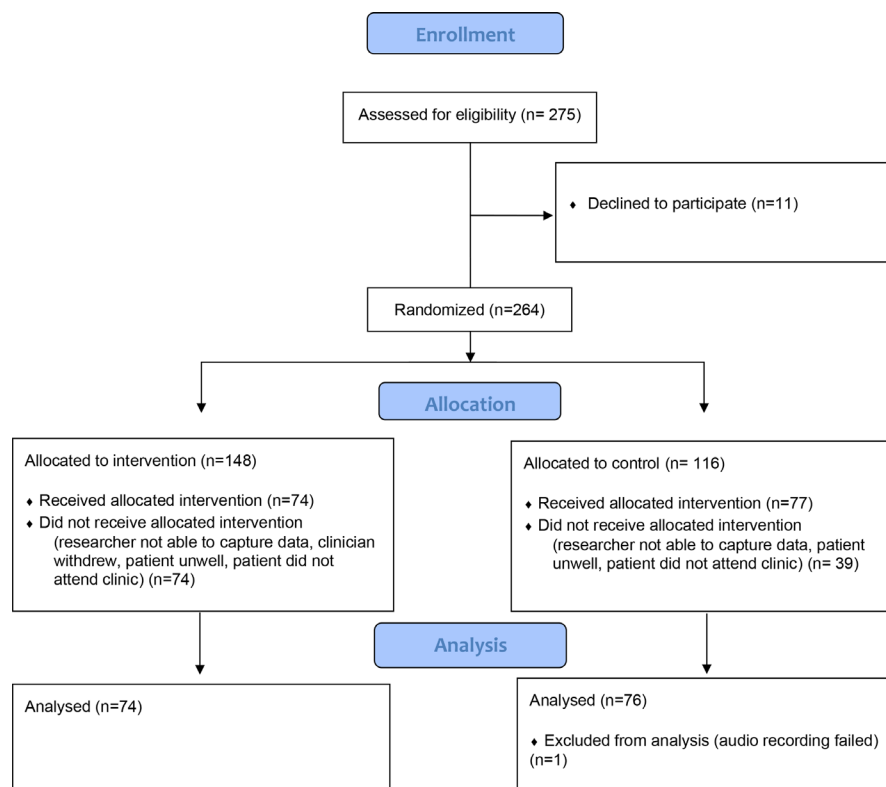 Enrollment
Assessed for eligibility (n= 275)
♦ Declined to participate (n=11)
Randomized (n=264)
Allocation
Allocated to intervention (n=148)
♦ Received allocated intervention (n=74)
♦ Did not receive allocated intervention
(researcher not able to capture data, clinician
withdrew, patient unwell, patient did not
attend clinic) (n=74)
Allocated to control (n= 116)
♦ Received allocated intervention (n=77)
♦ Did not receive allocated intervention
(researcher not able to capture data, patient
unwell, patient did not attend clinic) (n= 39)
Analysis
Analysed (n=74)
Analysed (n=76)
♦ Excluded from analysis (audio recording failed)
(n=1)